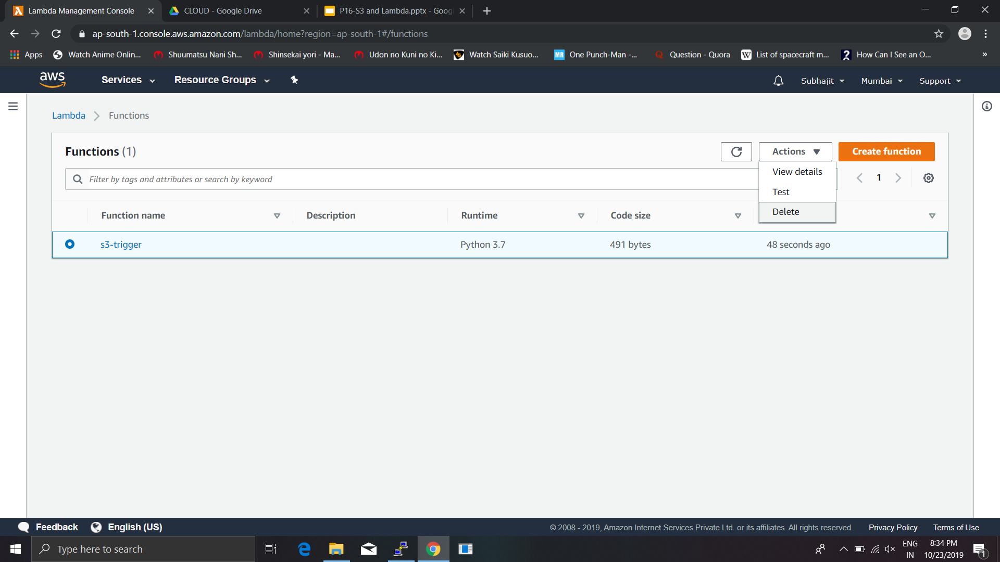 Lambda Management Console
CLOUD - Google Drive
P16-S3 and Lambda.pptx - Goog
ap-south-1.console.aws.amazon.com/lambda/home?region=ap-south-1#/functions
Apps
Watch Anime Onlin...
Shuumatsu Nani Sh...
Shinsekai yori - Ma...
Udon no Kuni no Ki...
AG
Watch Saiki Kusuo...
MR
One Punch-Man -...
Q
Question - Quora
W
List of spacecraft m...
?
How Can I See an O...
»
aws
Services
Resource Groups
Subhajit
Mumbai
Support
Lambda
Functions
Functions (1)
Actions
Create function
Filter by tags and attributes or search by keyword
View details
1
Test
Delete
Function name
Description
Runtime
Code size
s3-trigger
Python 3.7
491 bytes
48 seconds ago
Feedback
English (US)
© 2008 - 2019, Amazon Internet Services Private Ltd. or its affiliates. All rights reserved.
Privacy Policy
Terms of Use
Type here to search
ENG
IN
8:34 PM
10/23/2019
1